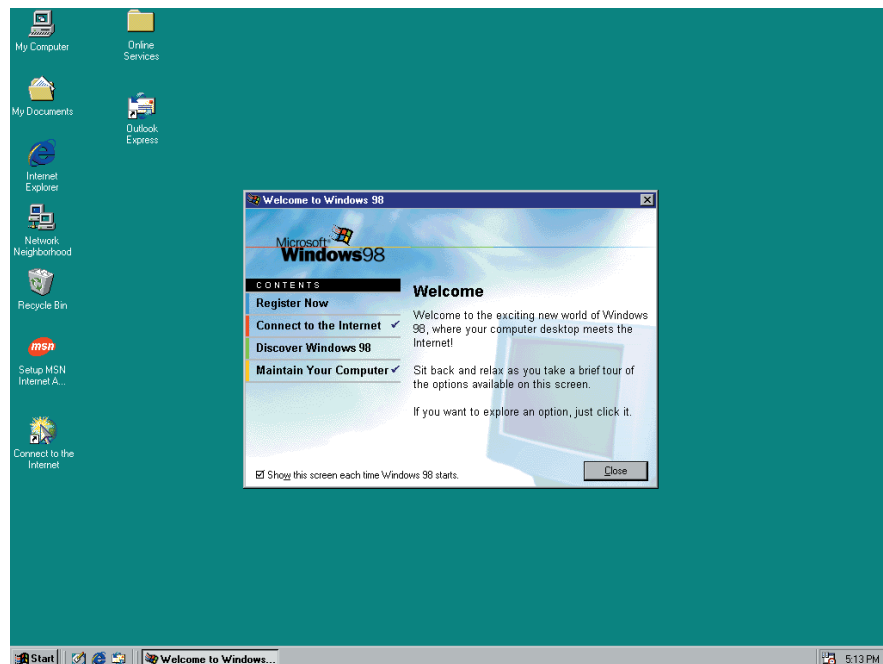 My Computer
Online
Services
My Documents
Outlook
Express
Internet
Explorer
Network
Neighborhood
Recycle Bin
msn
Setup MSN
Internet A...
Connect to the
Internet
Welcome to Windows 98
Microsoft
Windows98
CONTENTS
Register Now
Connect to the Internet ✓
Discover Windows 98
Maintain Your Computer ✓
Welcome
Welcome to the exciting new world of Windows
98, where your computer desktop meets the
Internet!
Sit back and relax as you take a brief tour of
the options available on this screen.
If you want to explore an option, just click it.
Show this screen each time Windows 98 starts.
Close
Start
Welcome to Windows...
5:13 PM